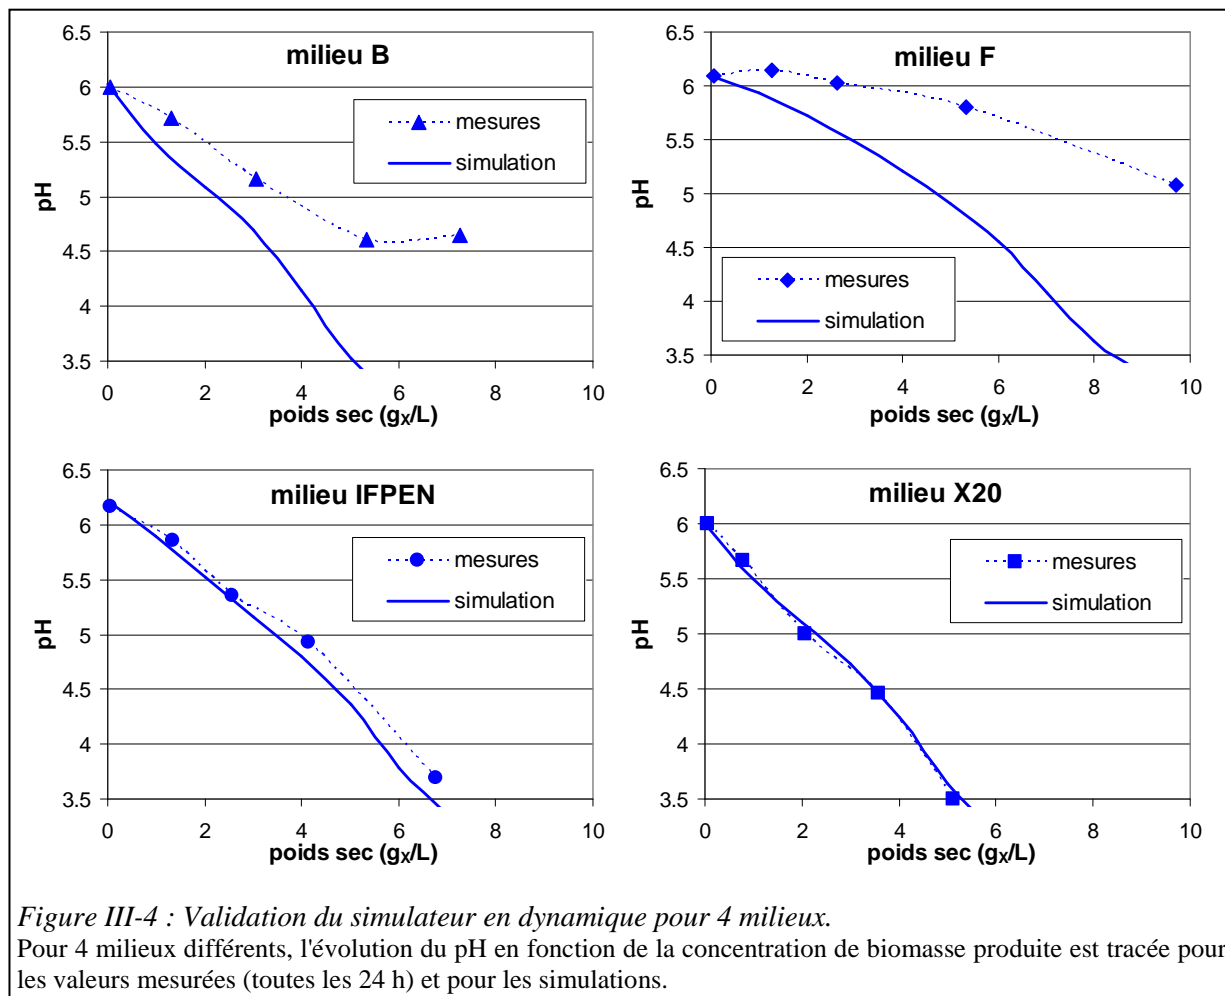 milieu B
6.5
6
5.5
5
4.5
4
3.5
pH
mesures
simulation
0 2 4 6 8 10
poids sec (gX/L)
milieu F
6.5
6
5.5
5
4.5
4
3.5
pH
mesures
simulation
0 2 4 6 8 10
poids sec (gX/L)
milieu IFPEN
6.5
6
5.5
5
4.5
4
3.5
pH
mesures
simulation
0 2 4 6 8 10
poids sec (gX/L)
milieu X20
6.5
6
5.5
5
4.5
4
3.5
pH
mesures
simulation
0 2 4 6 8 10
poids sec (gX/L)
Figure III-4 : Validation du simulateur en dynamique pour 4 milieux.
Pour 4 milieux différents, l'évolution du pH en fonction de la concentration de biomasse produite est tracée pour
les valeurs mesurées (toutes les 24 h) et pour les simulations.